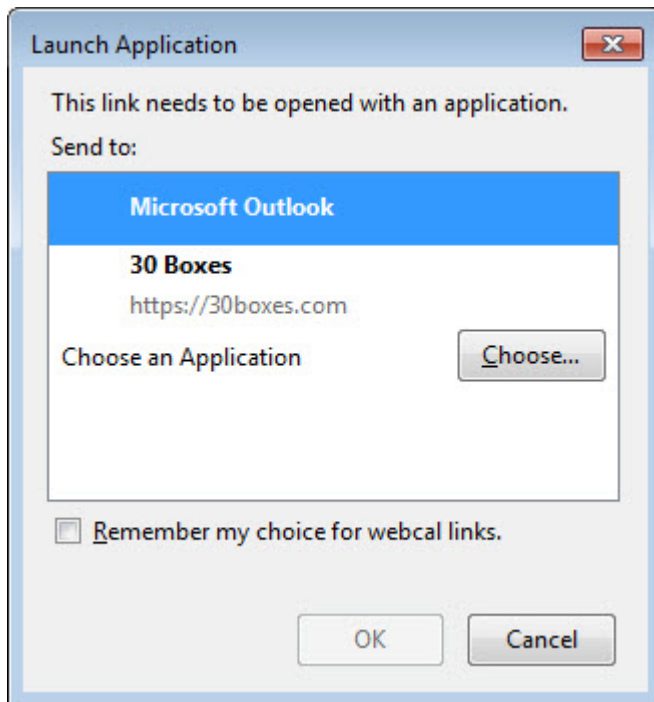 Launch Application
This link needs to be opened with an application.
Send to:
Microsoft Outlook
30 Boxes
https://30boxes.com
Choose an Application
Choose...
Remember my choice for webcal links.
OK
Cancel